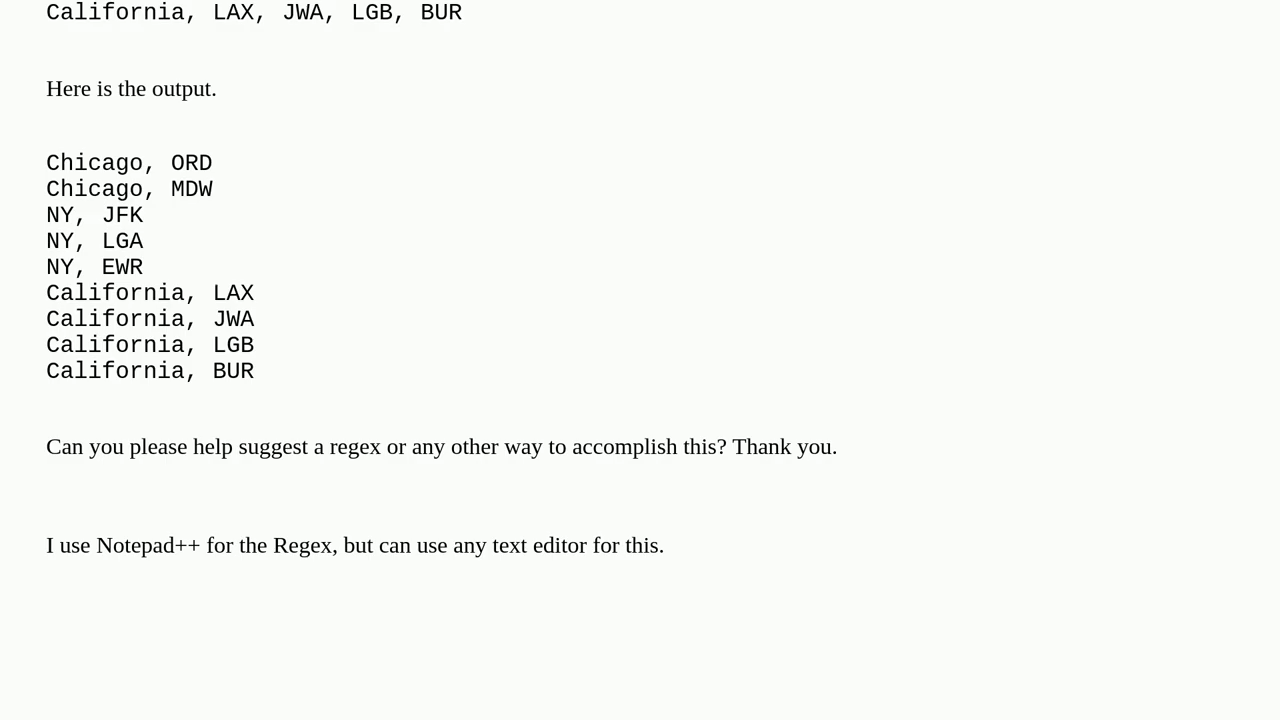 California, LAX, JWA, LGB, BUR
Here is the output.
Chicago, ORD
Chicago, MDW
NY, JFK
NY, LGA
NY, EWR
California, LAX
California, JWA
California, LGB
California, BUR
Can you please help suggest a regex or any other way to accomplish this? Thank you.
I use Notepad++ for the Regex, but can use any text editor for this.